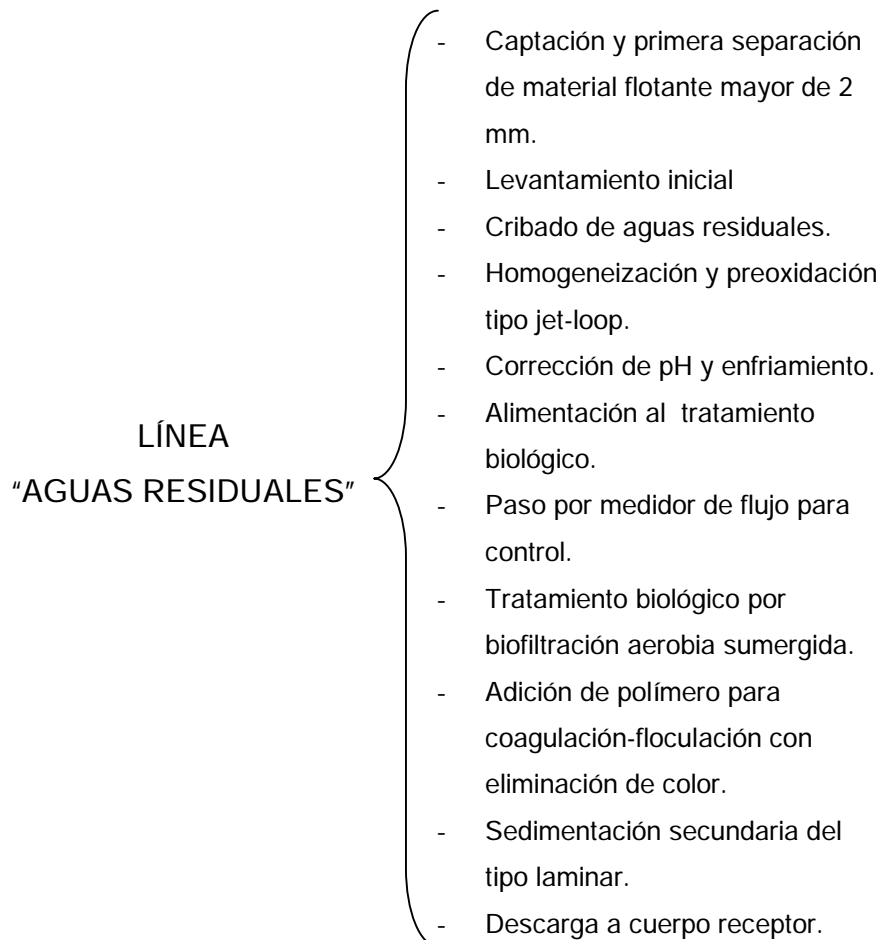 LÍNEA
“AGUAS RESIDUALES”
- Captación y primera separación
de material flotante mayor de 2
mm.
- Levantamiento inicial
- Cribado de aguas residuales.
- Homogeneización y preoxidación
tipo jet-loop.
- Corrección de pH y enfriamiento.
- Alimentación al tratamiento
biológico.
- Paso por medidor de flujo para
control.
- Tratamiento biológico por
biofiltración aerobia sumergida.
- Adición de polímero para
coagulación-floculación con
eliminación de color.
- Sedimentación secundaria del
tipo laminar.
- Descarga a cuerpo receptor.